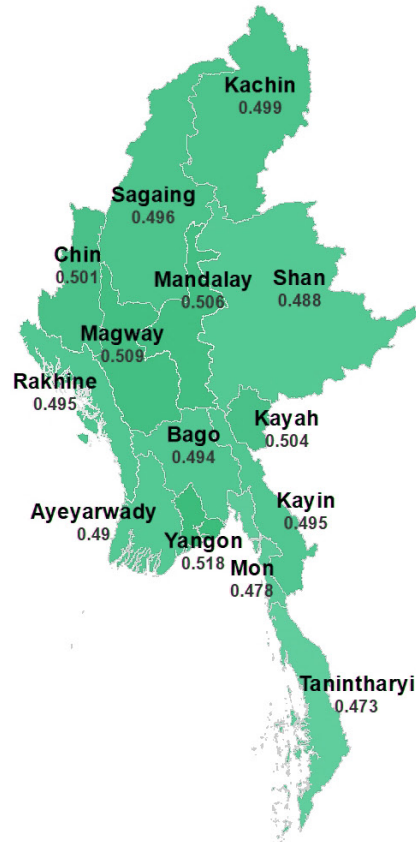 Kachin
0.499
Sagaing
0.496
Chin
0.501
Mandalay
0.506
Shan
0.488
Magway
0.509
Rakhine
0.495
Kayah
0.504
Bago
0.494
Ayeyarwady
0.49
Kayin
0.495
Yangon
0.518
Mon
0.478
Tanintharyi
0.473